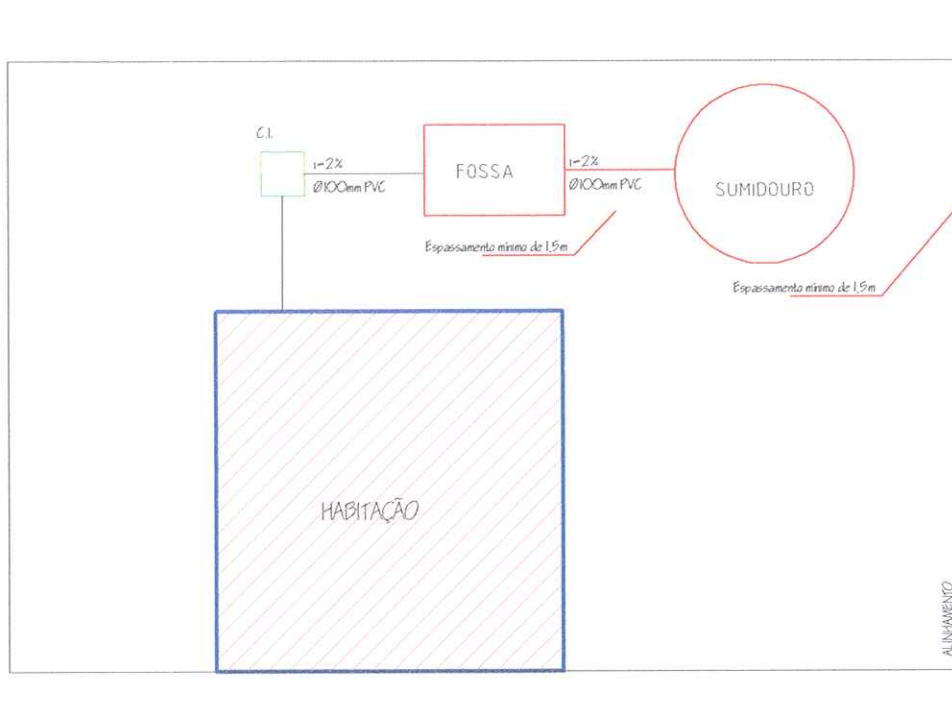 C.I.
i=2%
Ø100mm PVC
FOSSA
i=2%
Ø100mm PVC
SUMIDOURO
Espassamento mínimo de 1,5m
Espassamento mínimo de 1,5m
HABITAÇÃO
ALINHAMENTO